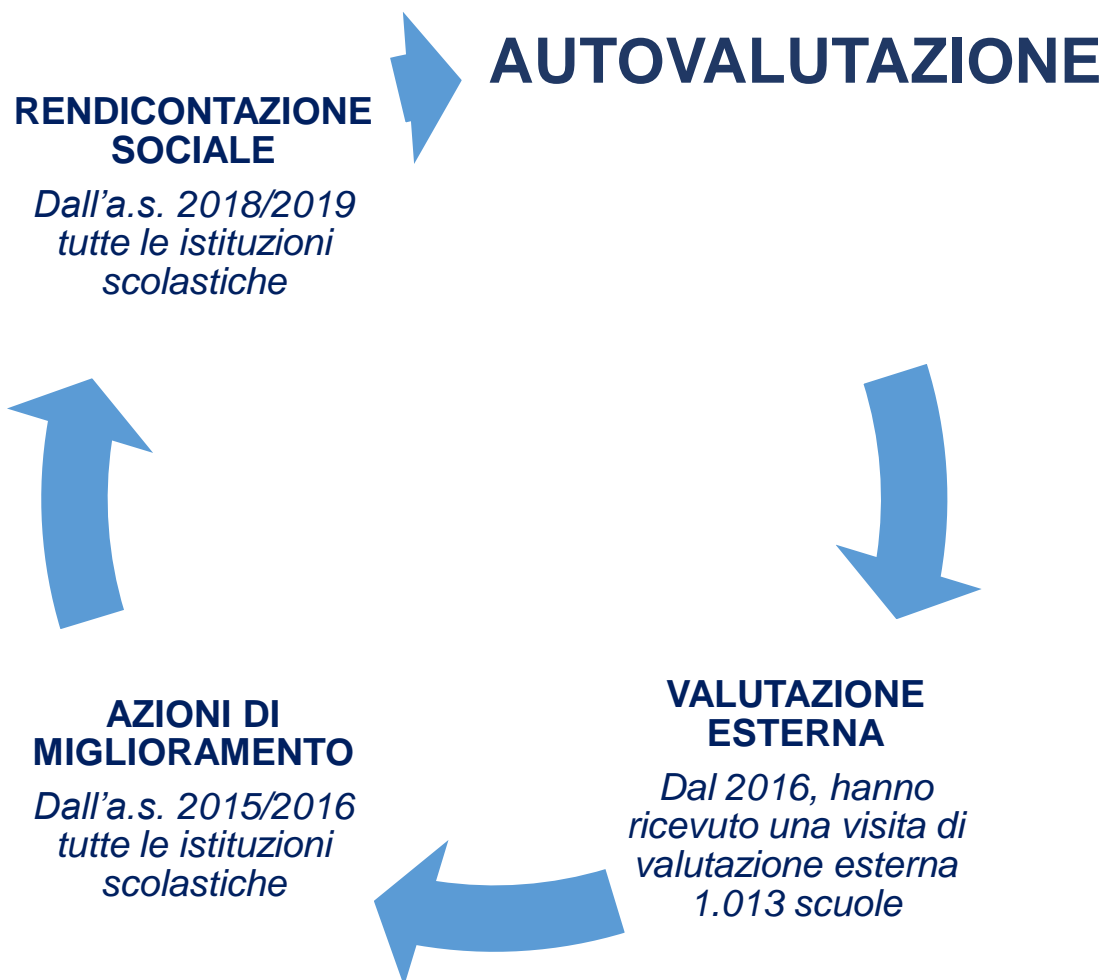 AUTOVALUTAZIONE
RENDICONTAZIONE
SOCIALE
Dall’a.s. 2018/2019
tutte le istituzioni
scolastiche
VALUTAZIONE
ESTERNA
Dal 2016, hanno
ricevuto una visita di
valutazione esterna
1.013 scuole
AZIONI DI
MIGLIORAMENTO
Dall’a.s. 2015/2016
tutte le istituzioni
scolastiche